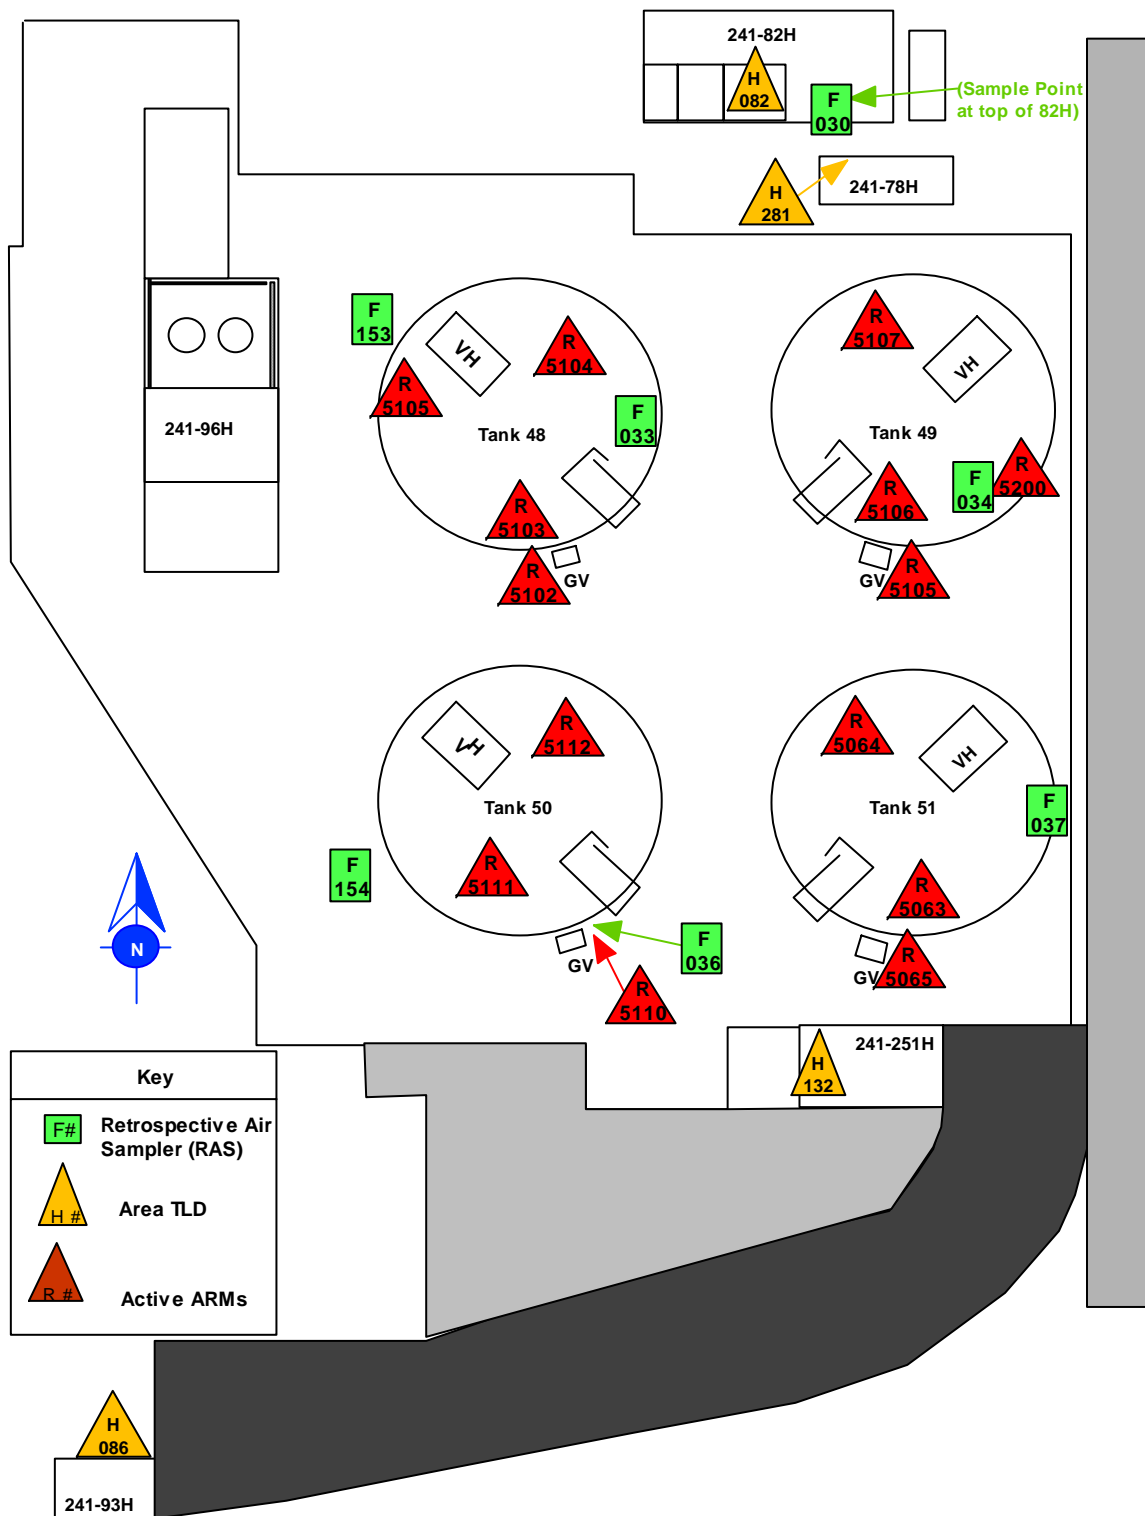 241-82H
H
082
F
030
(Sample Point
at top of 82H)
H
281
241-78H
F
153
VH
R
5104
R
5105
F
033
Tank 48
R
5103
R
5102
GV
R
5107
VH
Tank 49
R
5106
F
034
R
5200
GV
R
5105
241-96H
VH
R
5112
Tank 50
R
5111
F
154
GV
F
036
R
5110
R
5064
VH
Tank 51
F
037
R
5063
GV
R
5065
N
241-251H
H
132
Key
F#
Retrospective Air
Sampler (RAS)
H #
Area TLD
R #
Active ARMs
H
086
241-93H